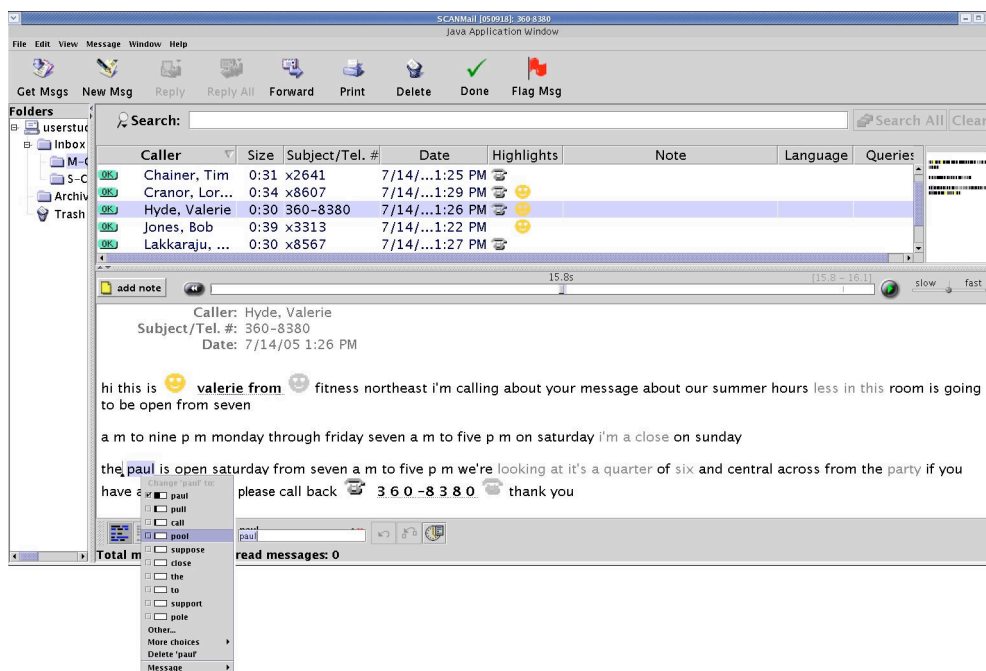 SCANMail [050918]: 360-8380
Java Application Window
File Edit View Message Window Help
Get Msgs New Msg Reply Reply All Forward Print Delete Done Flag Msg
Folders
Search: Search All Clear
userstud
Inbox
M-C
S-C
Archiv
Trash
Caller Size Subject/Tel. # Date Highlights Note Language Queries
OK Chainer, Tim 0:31 x2641 7/14/...1:25 PM
OK Cranor, Lor... 0:34 x8607 7/14/...1:29 PM
OK Hyde, Valerie 0:30 360-8380 7/14/...1:26 PM
OK Jones, Bob 0:39 x3313 7/14/...1:22 PM
OK Lakkaraju, ... 0:30 x8567 7/14/...1:27 PM
15.8s
add note [15.8 - 16.1] slow fast
Caller: Hyde, Valerie
Subject/Tel. #: 360-8380
Date: 7/14/05 1:26 PM
hi this is valerie from fitness northeast i'm calling about your message about our summer hours less in this room is going
to be open from seven
a m to nine p m monday through friday seven a m to five p m on saturday i'm a close on sunday
the paul is open saturday from seven a m to five p m we're looking at it's a quarter of six and central across from the party if you
have a please call back 3 6 0 - 8 3 8 0 thank you
Change 'paul' to:
paul
pull
call
pool
suppose
close
the
to
support
pole
Other...
More choices
Delete 'paul'
Message
paul
paul
Total m read messages: 0